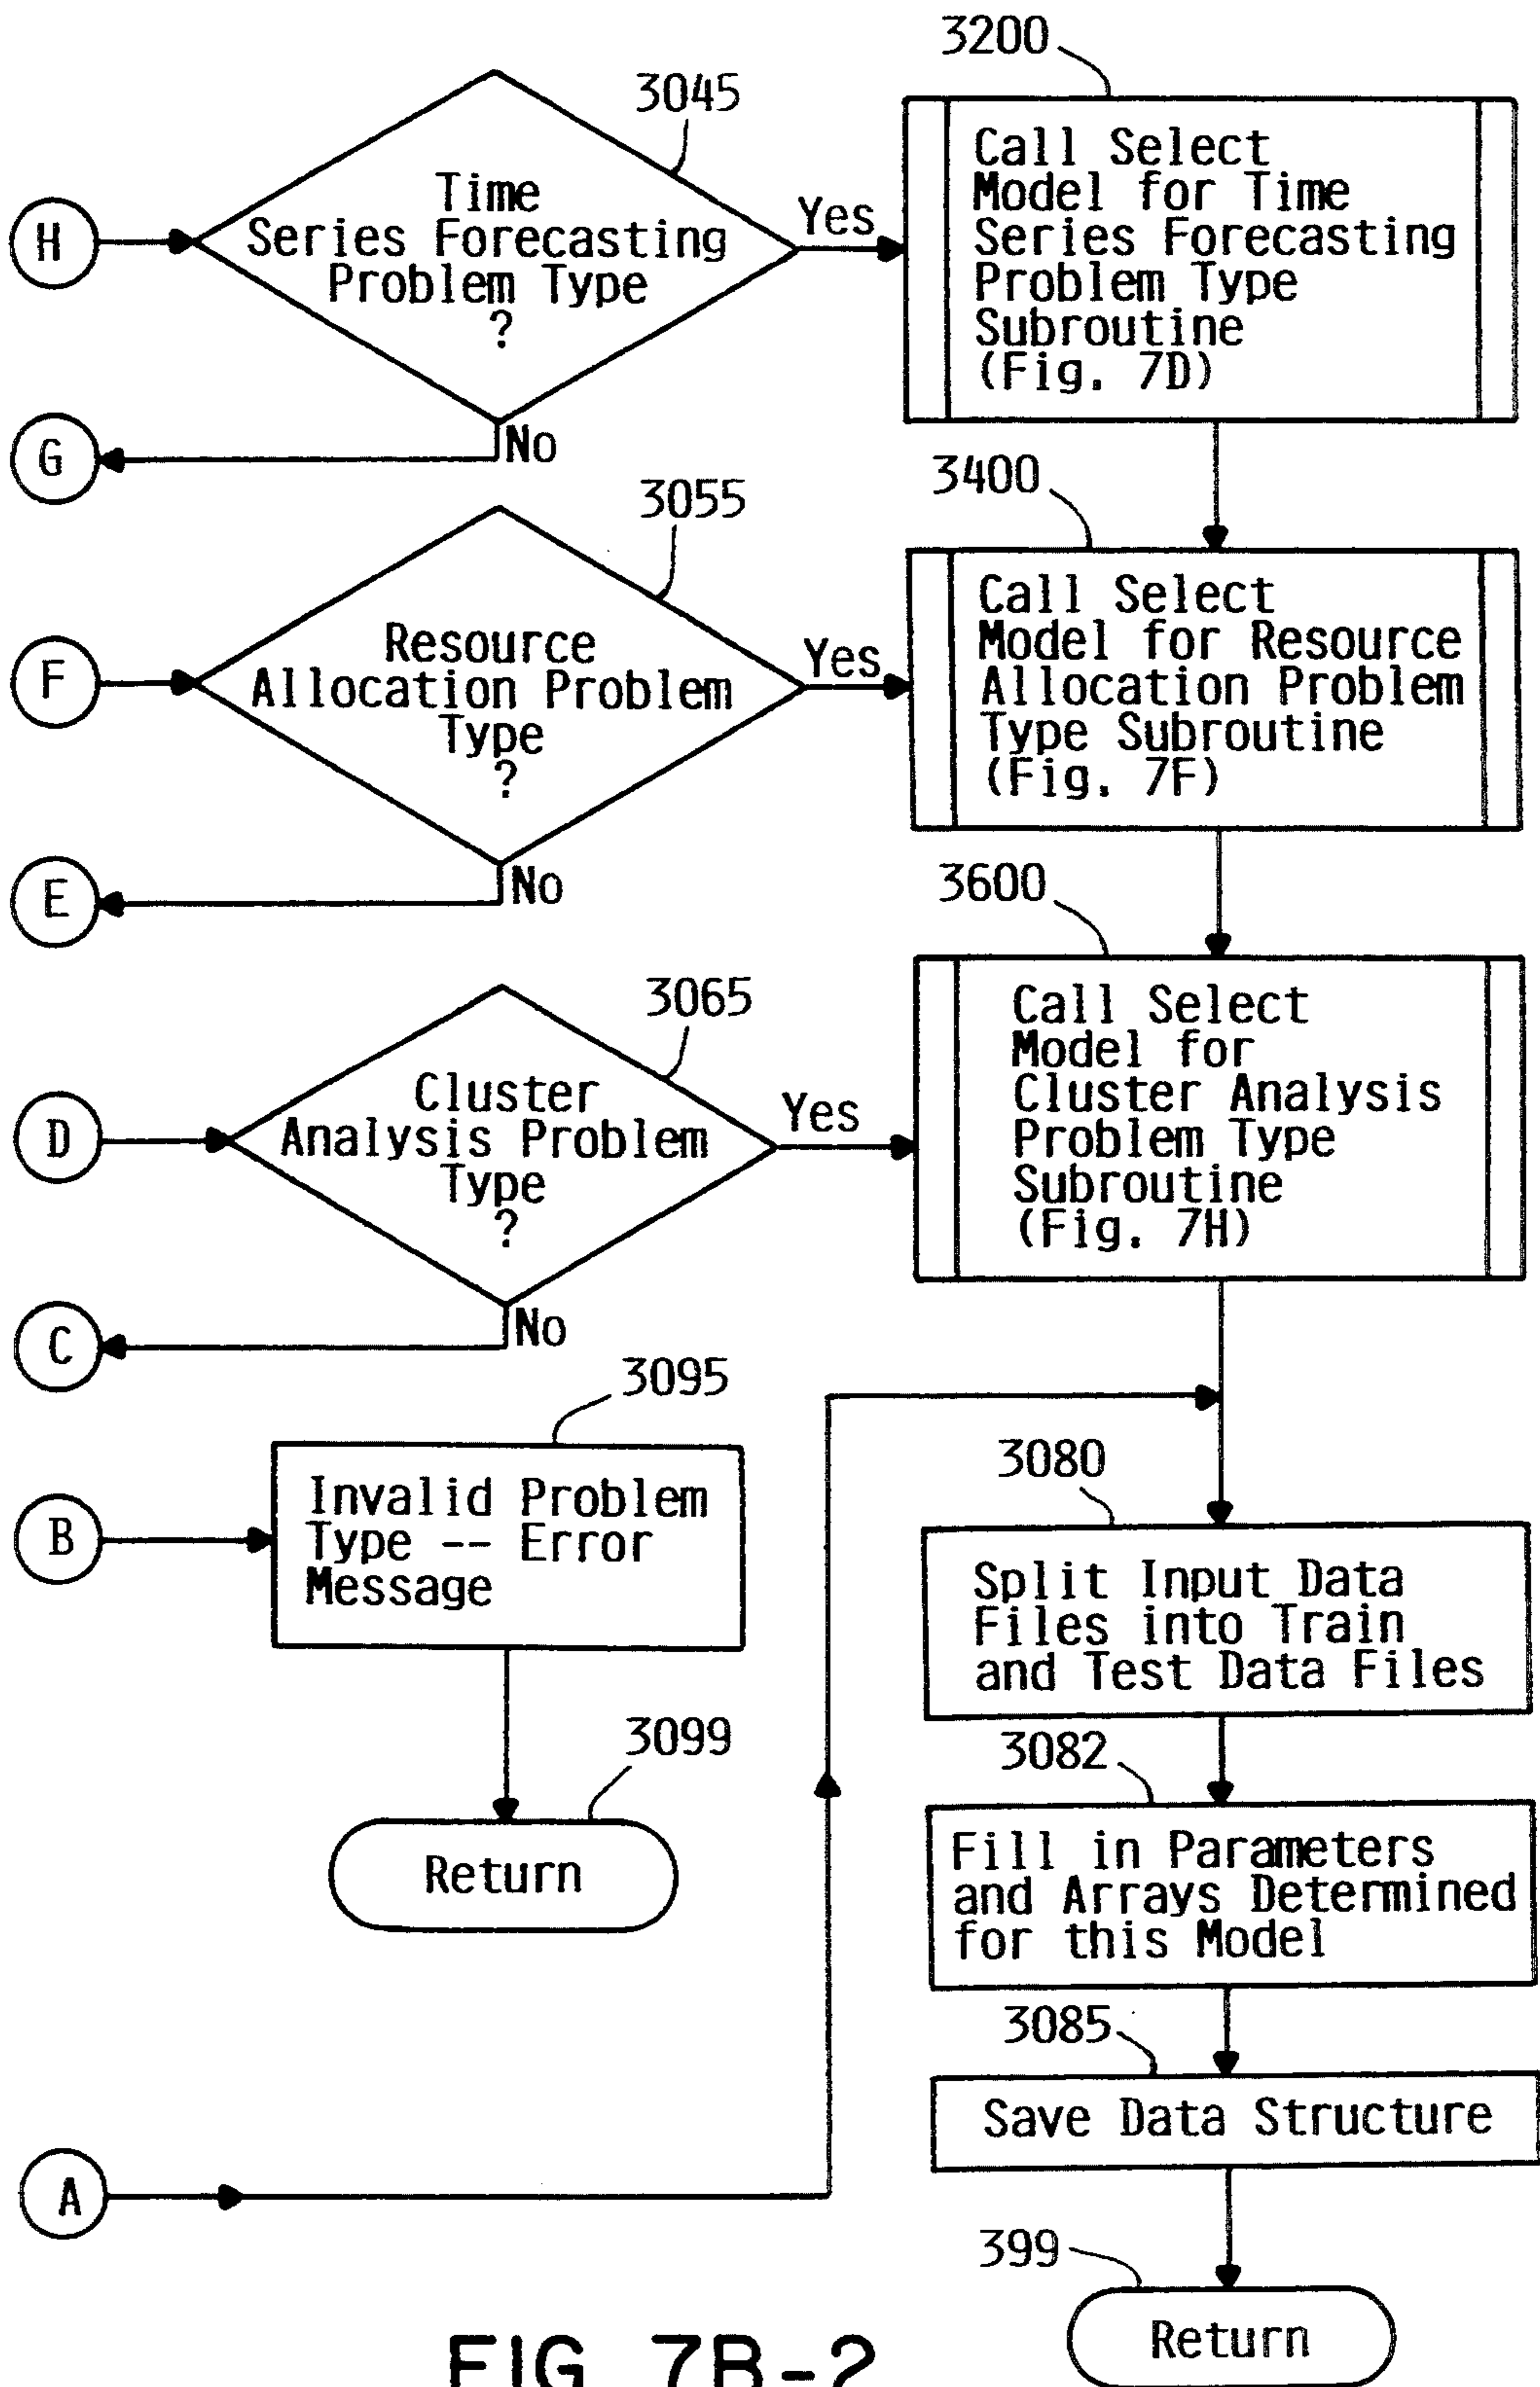 3200
3045
Call Select
Model for Time
Series Forecasting
Problem Type
Subroutine
(Fig. 7D)
Time
Series Forecasting
Problem Type
?
H
Yes
G
No
3400
3055
Call Select
Model for Resource
Allocation Problem
Type Subroutine
(Fig. 7F)
Resource
Allocation Problem
Type
?
F
Yes
E
No
3600
3065
Call Select
Model for
Cluster Analysis
Problem Type
Subroutine
(Fig. 7H)
Cluster
Analysis Problem
Type
?
D
Yes
C
No
3095
3080
B
Invalid Problem
Type -- Error
Message
Split Input Data
Files into Train
and Test Data Files
3099
3082
Return
Fill in Parameters
and Arrays Determined
for this Model
3085
Save Data Structure
A
399
Return
FIG. 7B-2